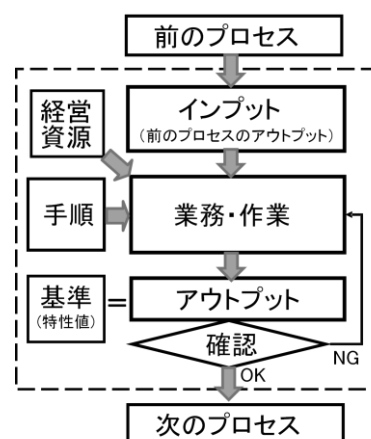 前のプロセス
経営
資源
インプット
(前のプロセスのアウトプット)
手順
業務・作業
基準
(特性値)
=
アウトプット
確認
NG
OK
次のプロセス